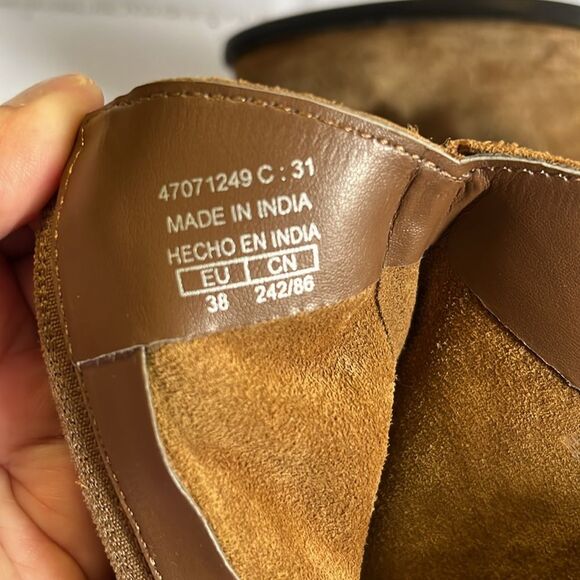 47071249 C : 31
MADE IN INDIA
HECHO EN INDIA
EU CN
38 242/86